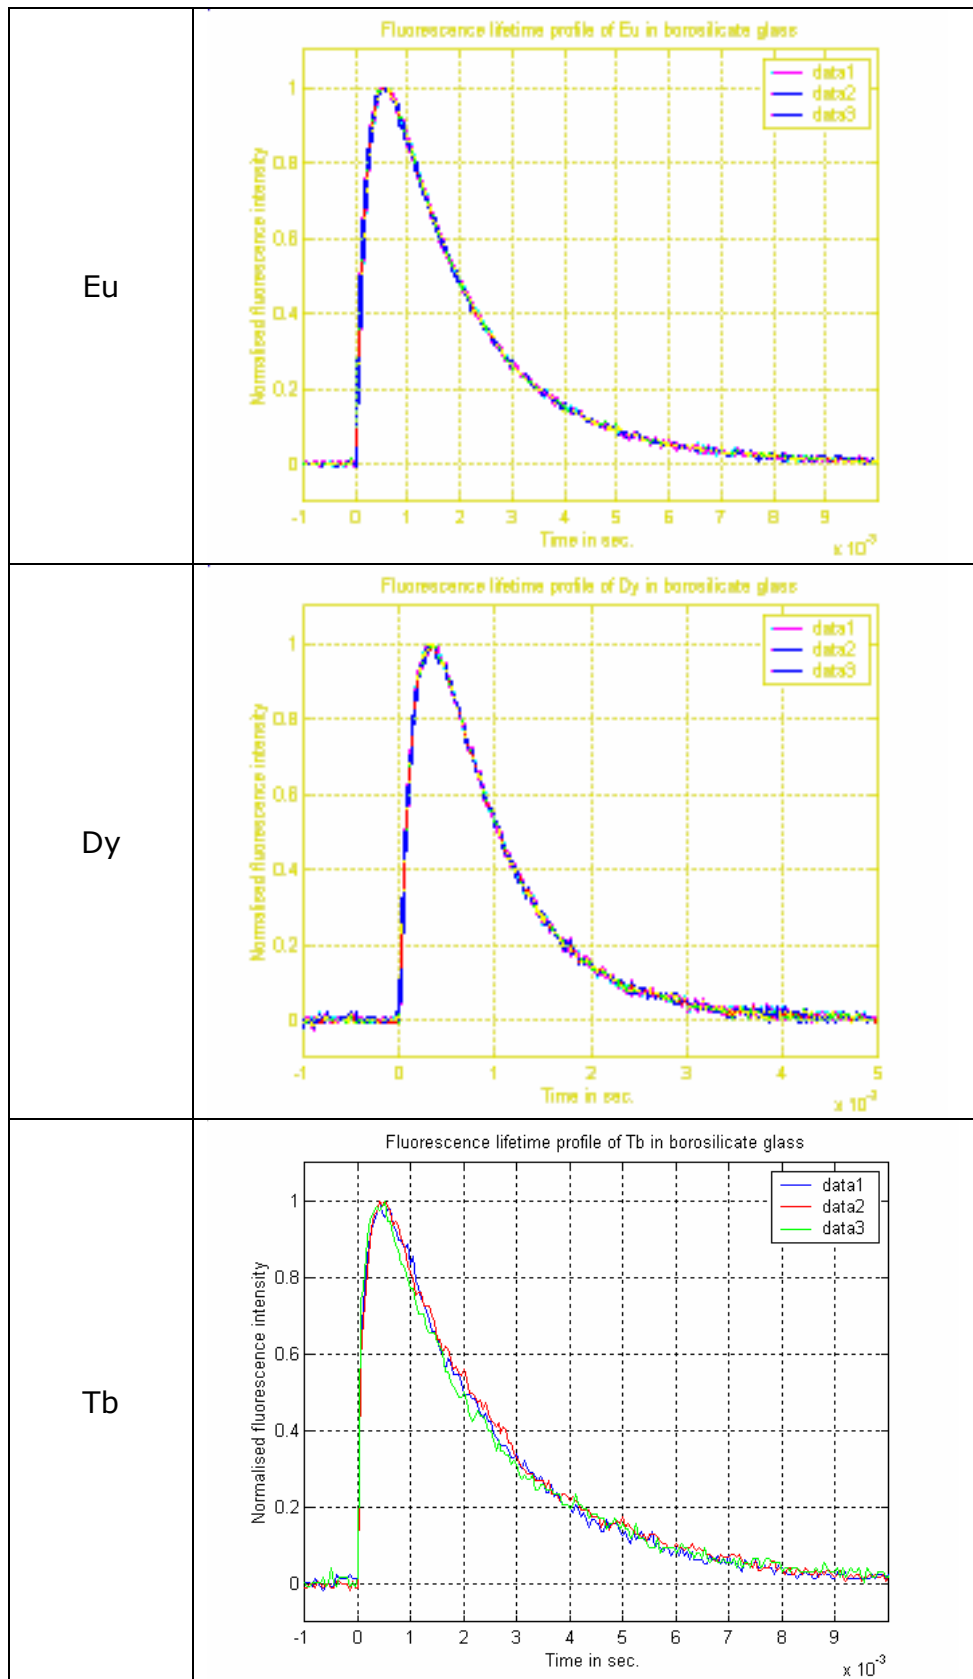 Eu
Fluorescence lifetime profile of Eu in borosilicate glass
data1
data2
data3
Normalised fluorescence intensity
1
0.8
0.6
0.4
0.2
0
-1 0 1 2 3 4 5 6 7 8 9
Time in sec.
x 10-3
Dy
Fluorescence lifetime profile of Dy in borosilicate glass
data1
data2
data3
Normalised fluorescence intensity
1
0.8
0.6
0.4
0.2
0
-1 0 1 2 3 4 5
Time in sec.
x 10-3
Tb
Fluorescence lifetime profile of Tb in borosilicate glass
data1
data2
data3
Normalised fluorescence intensity
1
0.8
0.6
0.4
0.2
0
-1 0 1 2 3 4 5 6 7 8 9
Time in sec.
x 10-3